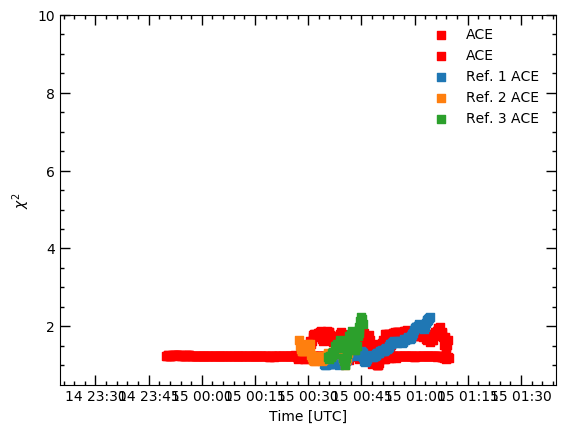 10
8
6
4
2
χ²
ACE
ACE
Ref. 1 ACE
Ref. 2 ACE
Ref. 3 ACE
14 23:30 14 23:45 15 00:00 15 00:15 15 00:30 15 00:45 15 01:00 15 01:15 15 01:30
Time [UTC]